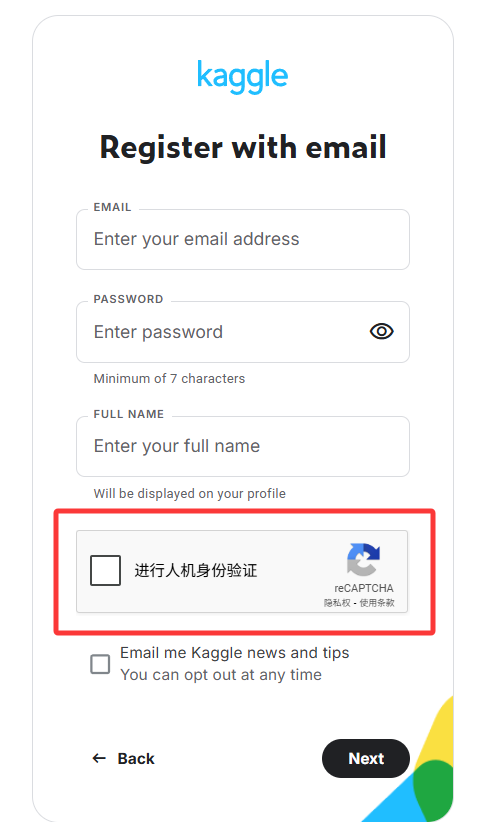 kaggle
Register with email
EMAIL
Enter your email address
PASSWORD
Enter password
Minimum of 7 characters
FULL NAME
Enter your full name
Will be displayed on your profile
进行人机身份验证
reCAPTCHA
隐私权 - 使用条款
Email me Kaggle news and tips
You can opt out at any time
Back
Next